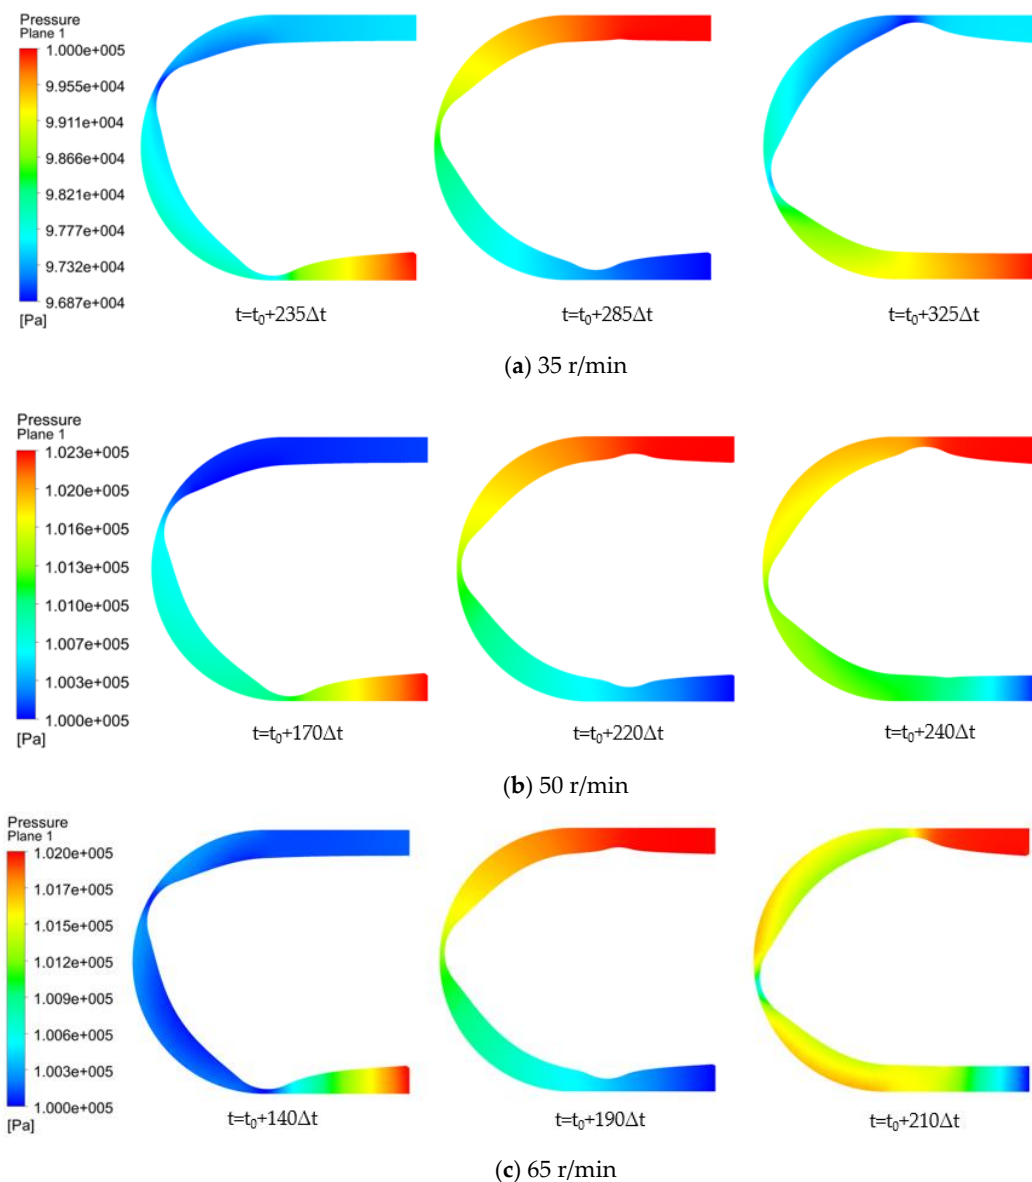 Pressure
Plane 1
1.000e+005
9.955e+004
9.911e+004
9.866e+004
9.821e+004
9.777e+004
9.732e+004
9.687e+004
[Pa]
t=t₀+235Δt
t=t₀+285Δt
t=t₀+325Δt
(a) 35 r/min
Pressure
Plane 1
1.023e+005
1.020e+005
1.016e+005
1.013e+005
1.010e+005
1.007e+005
1.003e+005
1.000e+005
[Pa]
t=t₀+170Δt
t=t₀+220Δt
t=t₀+240Δt
(b) 50 r/min
Pressure
Plane 1
1.020e+005
1.017e+005
1.015e+005
1.012e+005
1.009e+005
1.006e+005
1.003e+005
1.000e+005
[Pa]
t=t₀+140Δt
t=t₀+190Δt
t=t₀+210Δt
(c) 65 r/min